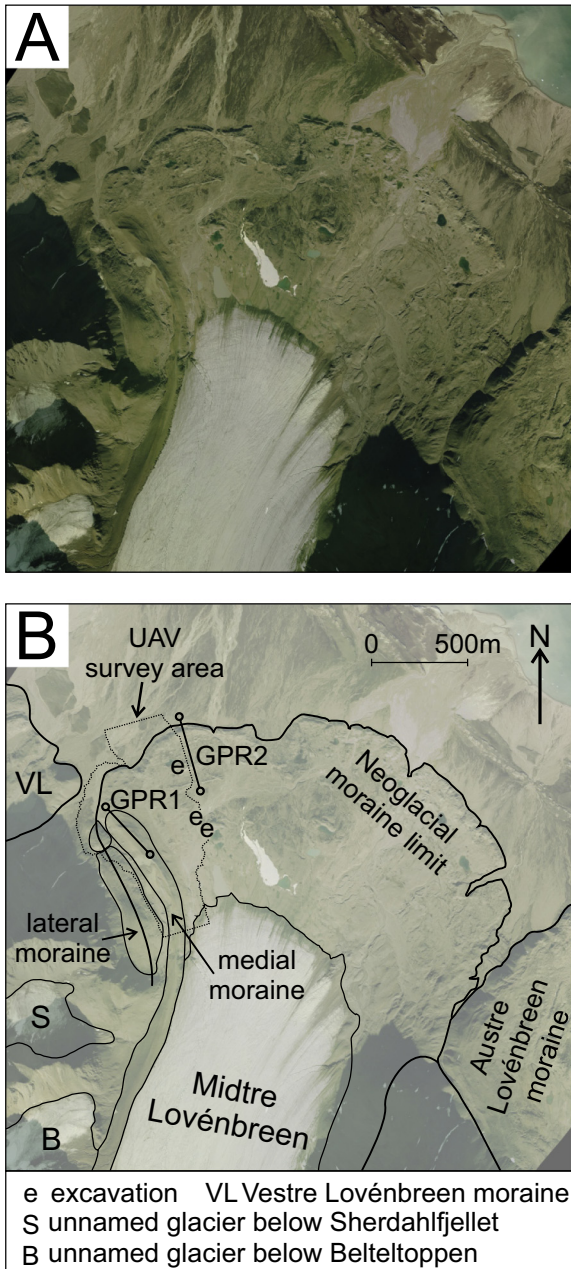 A
B
UAV
survey area
0 500m
N
VL
GPR2
e
GPR1
e
e
Neoglacial
moraine limit
lateral
moraine
medial
moraine
S
Austre
Lovénbreen
moraine
Midtre
Lovénbreen
B
e excavation VL Vestre Lovénbreen moraine
S unnamed glacier below Sherdahlfjellet
B unnamed glacier below Belteltoppen